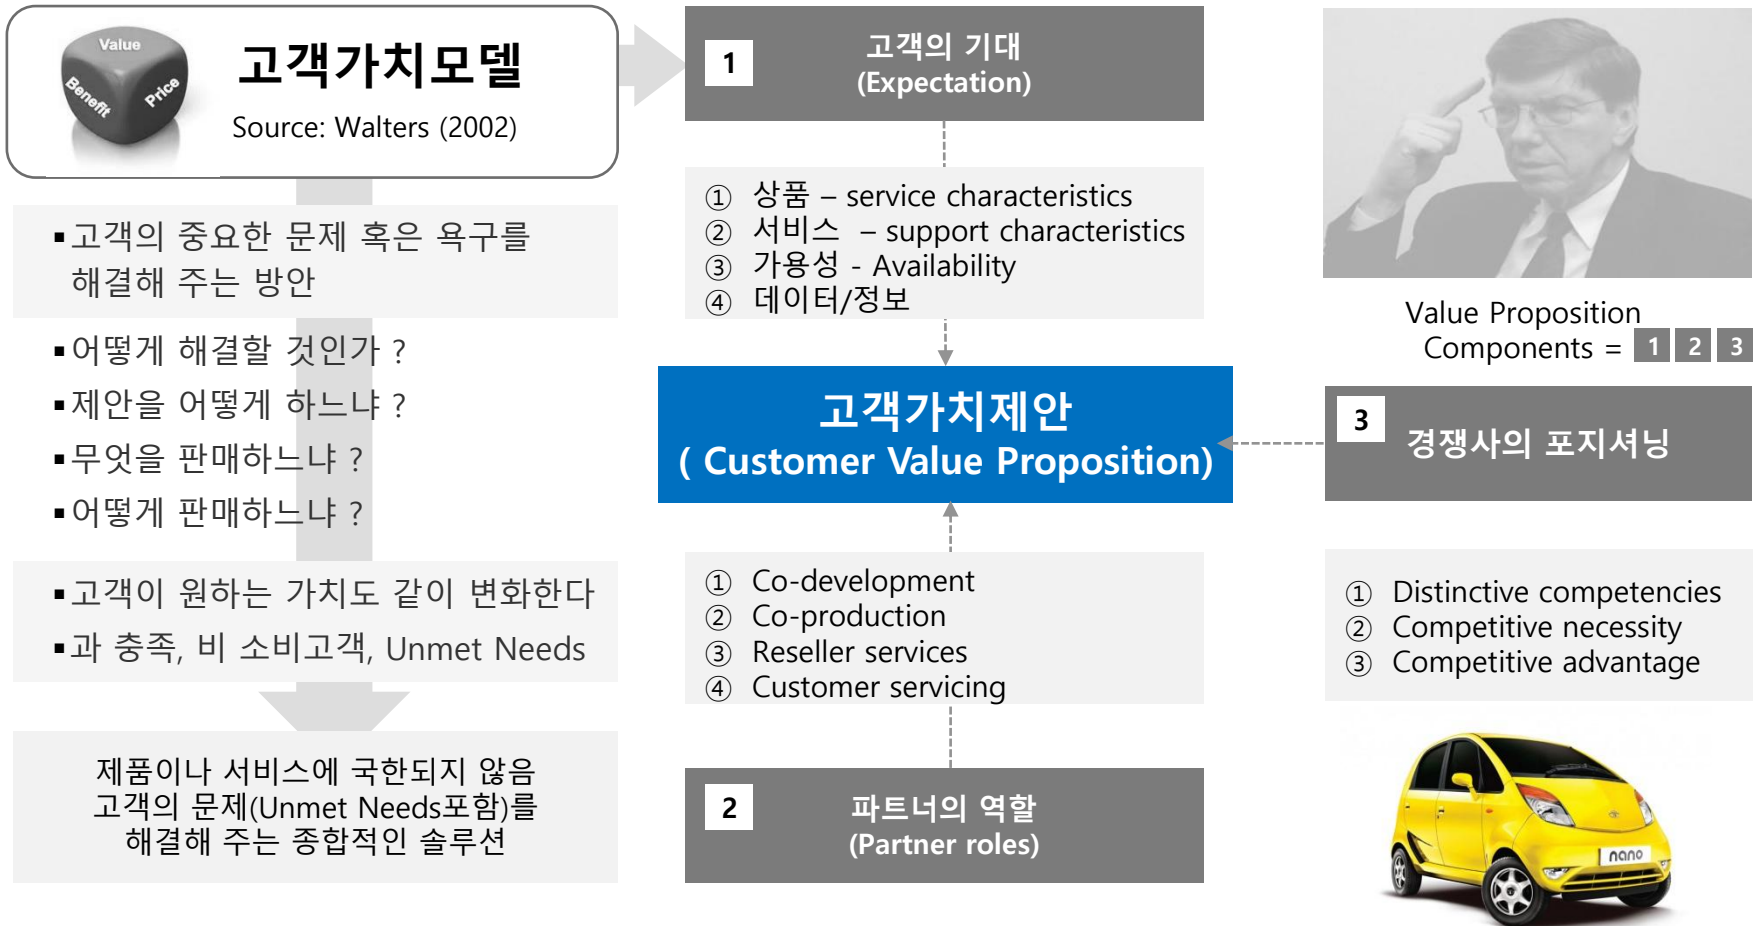 Value
Benefit
Price
고객가치모델
Source: Walters (2002)
▪고객의 중요한 문제 혹은 욕구를
해결해 주는 방안
▪어떻게 해결할 것인가 ?
▪제안을 어떻게 하느냐 ?
▪무엇을 판매하느냐 ?
▪어떻게 판매하느냐 ?
▪고객이 원하는 가치도 같이 변화한다
▪과 충족, 비 소비고객, Unmet Needs
제품이나 서비스에 국한되지 않음
고객의 문제(Unmet Needs포함)를
해결해 주는 종합적인 솔루션
1
고객의 기대
(Expectation)
① 상품 – service characteristics
② 서비스 – support characteristics
③ 가용성 - Availability
④ 데이터/정보
고객가치제안
( Customer Value Proposition)
① Co-development
② Co-production
③ Reseller services
④ Customer servicing
2
파트너의 역할
(Partner roles)
Value Proposition
Components = 1 2 3
3
경쟁사의 포지셔닝
① Distinctive competencies
② Competitive necessity
③ Competitive advantage
nano